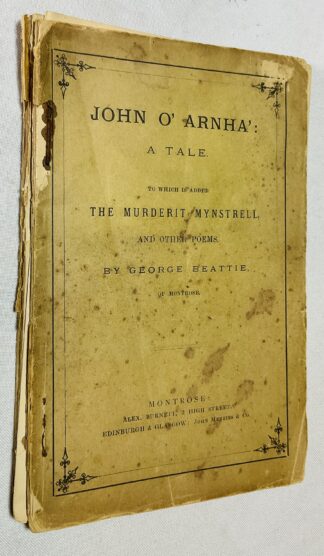 JOHN O' ARNHA':
A TALE.
TO WHICH IS ADDED
THE MURDERIT MYNSTRELL,
AND OTHER POEMS.
BY GEORGE BEATTIE,
OF MONTROSE.
MONTROSE:
ALEX. BURNETT, 2 HIGH STREET.
EDINBURGH & GLASGOW: JOHN MENZIES & CO.